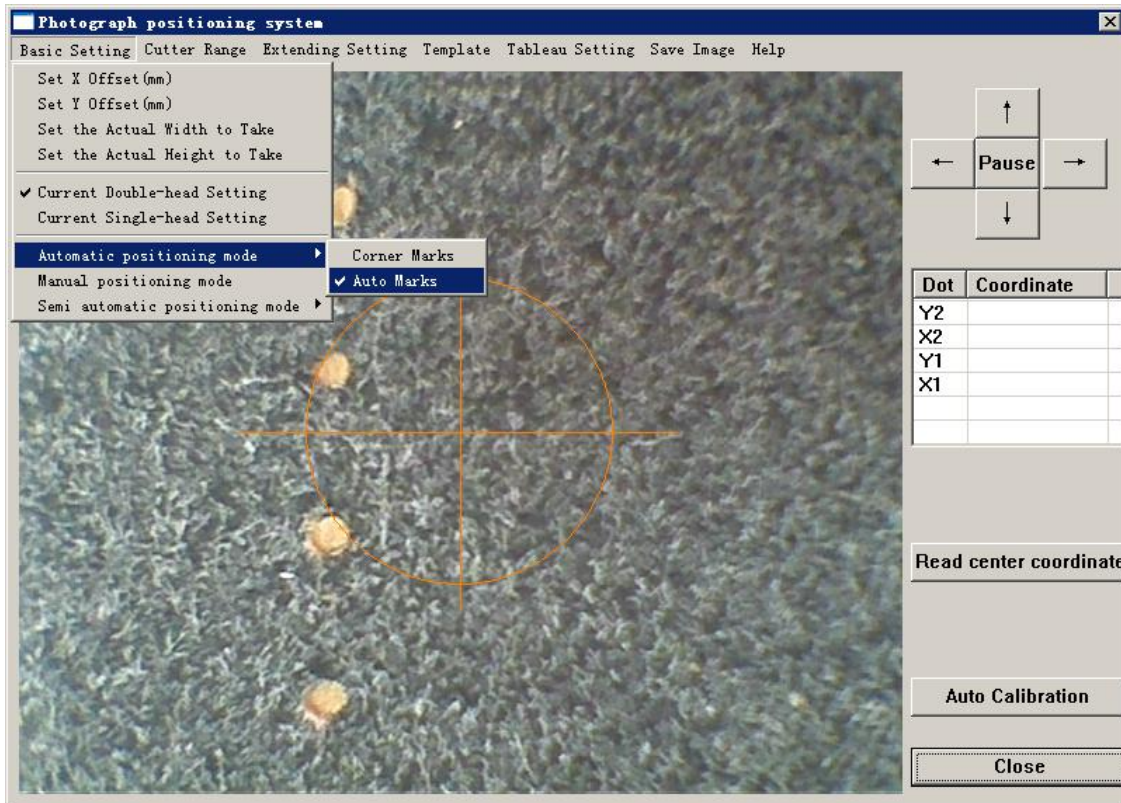 Photograph positioning system
Basic Setting Cutter Range Extending Setting Template Tableau Setting Save Image Help
Set X Offset(mm)
Set Y Offset(mm)
Set the Actual Width to Take
Set the Actual Height to Take
Current Double-head Setting
Current Single-head Setting
Automatic positioning mode
Corner Marks
Manual positioning mode
Auto Marks
Semi automatic positioning mode
Pause
Dot Coordinate
Y2
X2
Y1
X1
Read center coordinate
Auto Calibration
Close